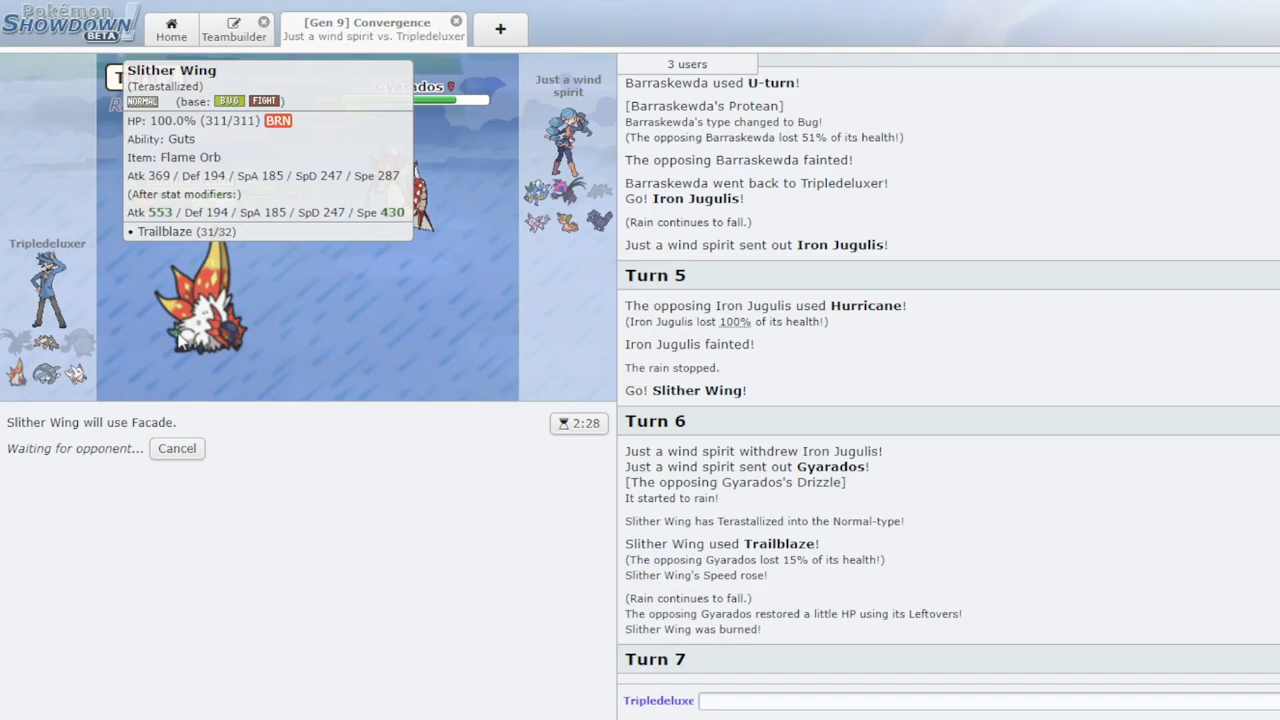 Pokémon
SHOWDOWN!
BETA
Home
Teambuilder
[Gen 9] Convergence
Just a wind spirit vs. Tripledeluxer
+
Slither Wing
(Terastallized)
NORMAL (base: BUG FIGHT)
HP: 100.0% (311/311) BRN
Ability: Guts
Item: Flame Orb
Atk 369 / Def 194 / SpA 185 / SpD 247 / Spe 287
(After stat modifiers:)
Atk 553 / Def 194 / SpA 185 / SpD 247 / Spe 430
• Trailblaze (31/32)
Gyarados
Just a wind
spirit
Tripledeluxer
Slither Wing will use Facade.
2:28
Waiting for opponent...
Cancel
3 users
Barraskewda used U-turn!
[Barraskewda's Protean]
Barraskewda's type changed to Bug!
(The opposing Barraskewda lost 51% of its health!)
The opposing Barraskewda fainted!
Barraskewda went back to Tripledeluxer!
Go! Iron Jugulis!
(Rain continues to fall.)
Just a wind spirit sent out Iron Jugulis!
Turn 5
The opposing Iron Jugulis used Hurricane!
(Iron Jugulis lost 100% of its health!)
Iron Jugulis fainted!
The rain stopped.
Go! Slither Wing!
Turn 6
Just a wind spirit withdrew Iron Jugulis!
Just a wind spirit sent out Gyarados!
[The opposing Gyarados's Drizzle]
It started to rain!
Slither Wing has Terastallized into the Normal-type!
Slither Wing used Trailblaze!
(The opposing Gyarados lost 15% of its health!)
Slither Wing's Speed rose!
(Rain continues to fall.)
The opposing Gyarados restored a little HP using its Leftovers!
Slither Wing was burned!
Turn 7
Tripledeluxe